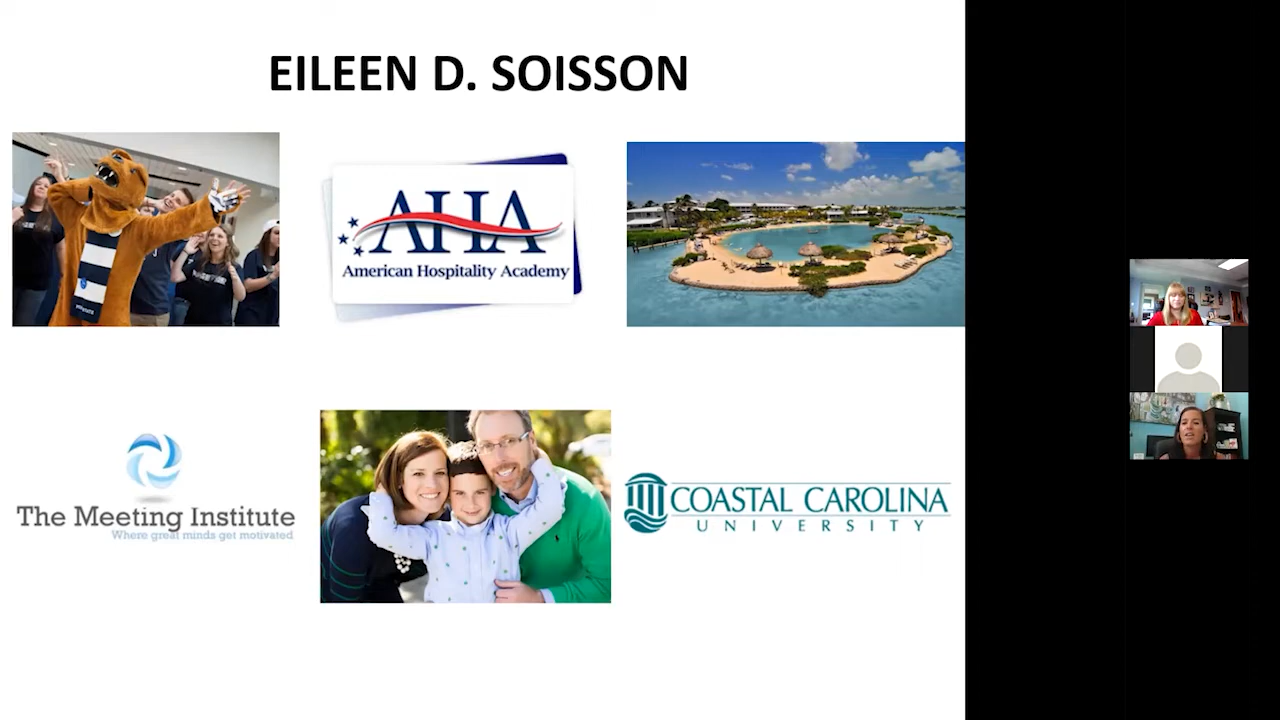 EILEEN D. SOISSON
AHA
American Hospitality Academy
The Meeting Institute
Where great minds get motivated
COASTAL CAROLINA
UNIVERSITY